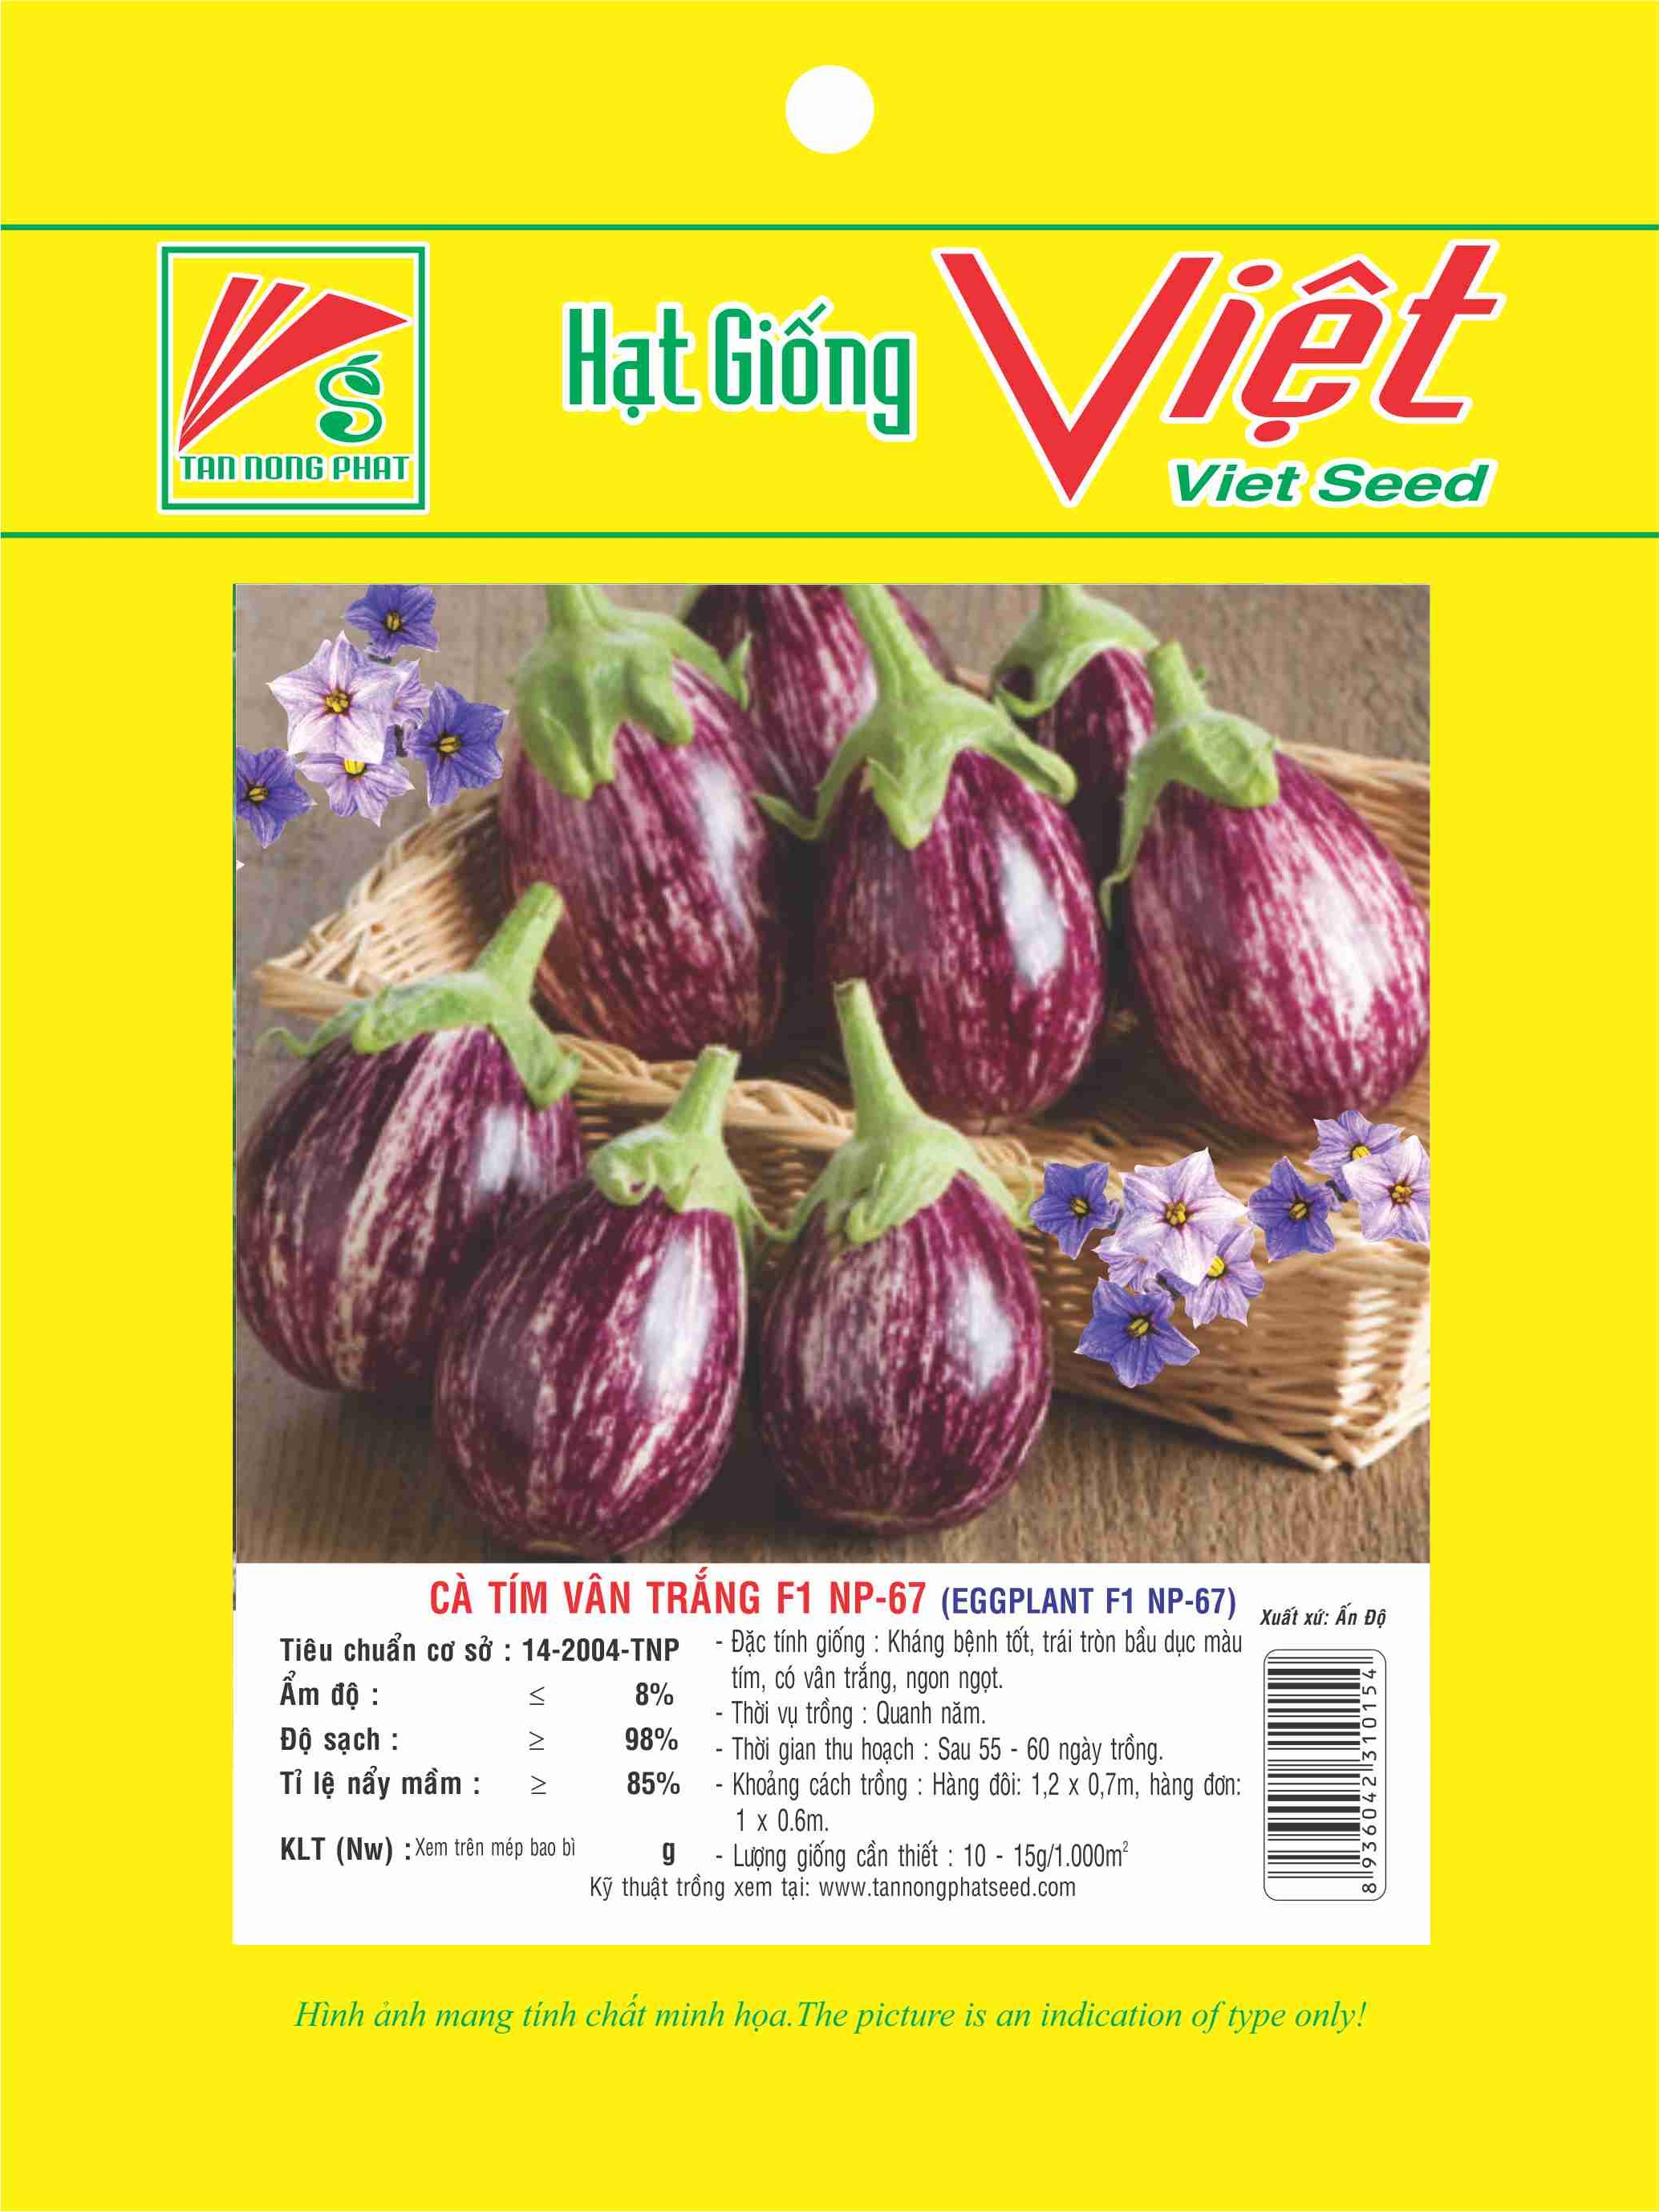 TAN NONG PHAT
Hạt Giống Việt
Viet Seed
CÀ TÍM VÂN TRẮNG F1 NP-67 (EGGPLANT F1 NP-67)
Xuất xứ: Ấn Độ
Tiêu chuẩn cơ sở : 14-2004-TNP
Ẩm độ : ≤ 8%
Độ sạch : ≥ 98%
Tỉ lệ nẩy mầm : ≥ 85%
KLT (Nw) : Xem trên mép bao bì g
- Đặc tính giống : Kháng bệnh tốt, trái tròn bầu dục màu
tím, có vân trắng, ngon ngọt.
- Thời vụ trồng : Quanh năm.
- Thời gian thu hoạch : Sau 55 - 60 ngày trồng.
- Khoảng cách trồng : Hàng đôi: 1,2 x 0,7m, hàng đơn:
1 x 0.6m.
- Lượng giống cần thiết : 10 - 15g/1.000m²
Kỹ thuật trồng xem tại: www.tannongphatseed.com
8 936042 310154
Hình ảnh mang tính chất minh họa.The picture is an indication of type only!